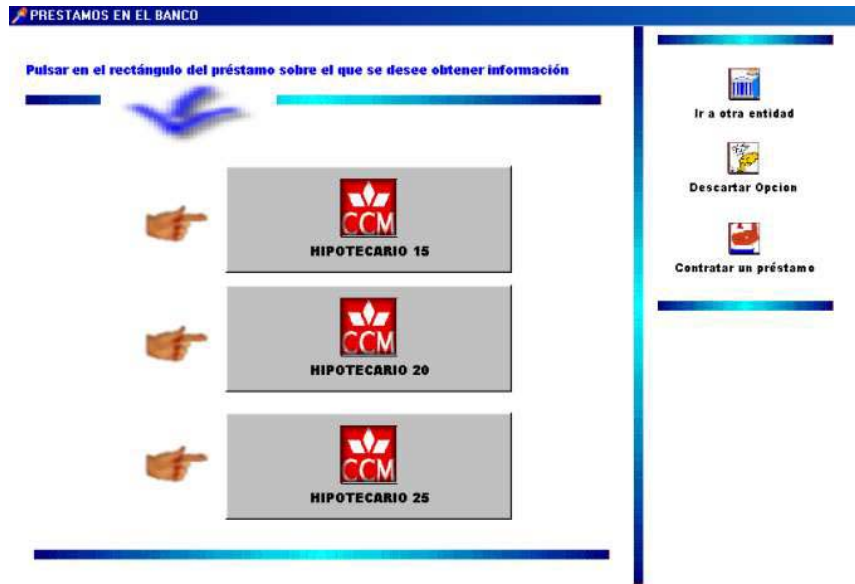 PRESTAMOS EN EL BANCO
Pulsar en el rectángulo del préstamo sobre el que se desee obtener información
CCM
HIPOTECARIO 15
CCM
HIPOTECARIO 20
CCM
HIPOTECARIO 25
Ir a otra entidad
Descartar Opcion
Contratar un préstamo